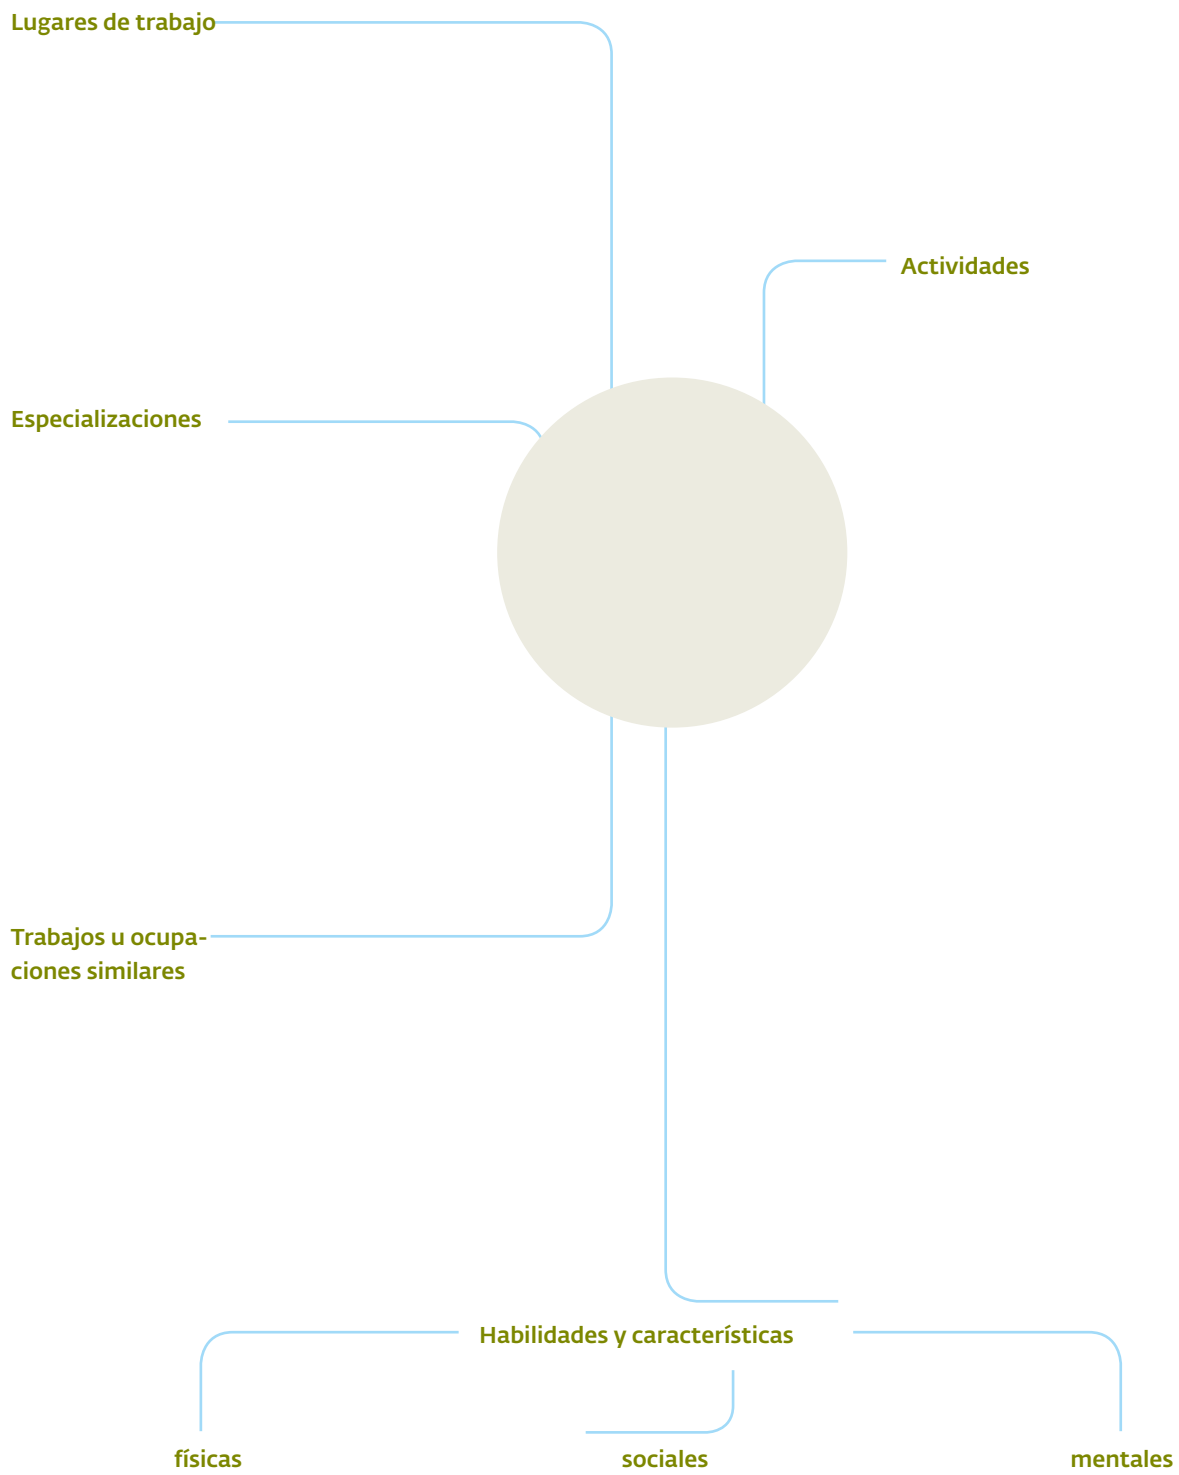 Lugares de trabajo
Actividades
Especializaciones
Trabajos u ocupa-
ciones similares
Habilidades y características
físicas
sociales
mentales